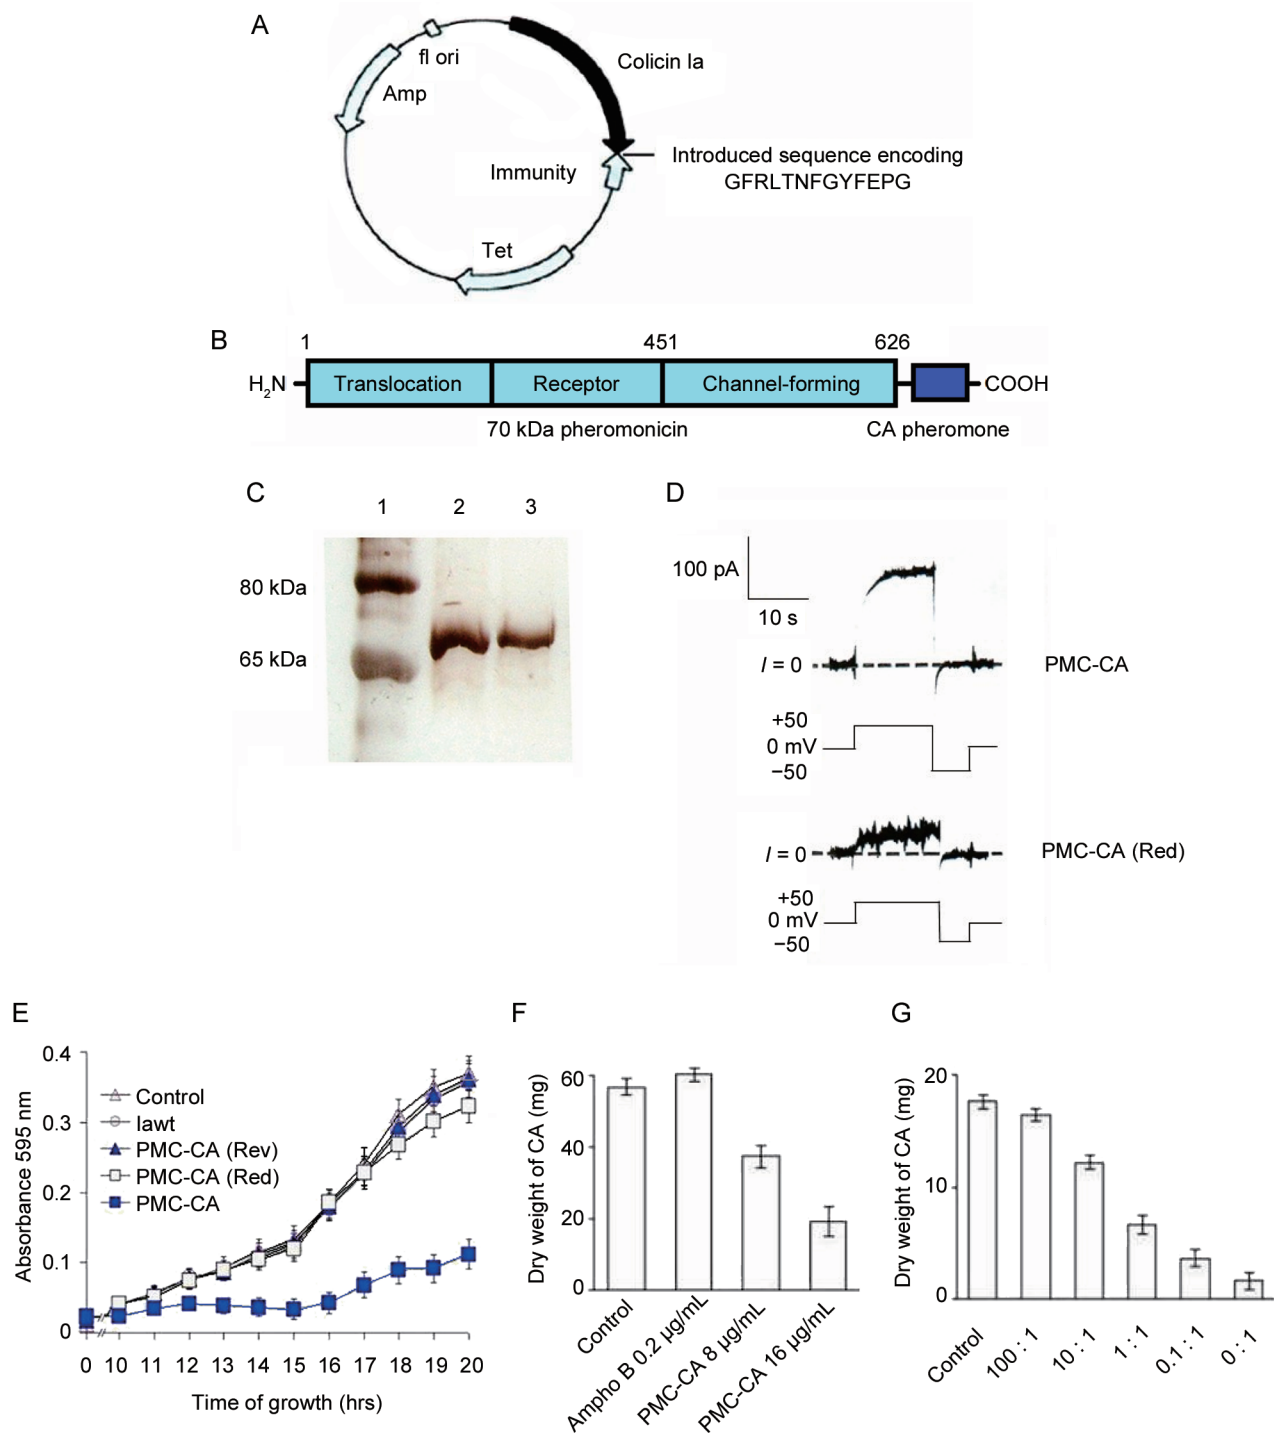 A
fl ori
Colicin Ia
Amp
Immunity
Introduced sequence encoding
GFRLTNFGYFEPG
Tet
B
1
451
626
H2N
Translocation
Receptor
Channel-forming
COOH
70 kDa pheromonicin
CA pheromone
C
1
2
3
80 kDa
65 kDa
D
100 pA
10 s
I = 0
PMC-CA
+50
0 mV
−50
I = 0
PMC-CA (Red)
+50
0 mV
−50
E
Absorbance 595 nm
0.4
0.3
0.2
0.1
0
Control
Iawt
PMC-CA (Rev)
PMC-CA (Red)
PMC-CA
0 10 11 12 13 14 15 16 17 18 19 20
Time of growth (hrs)
F
Dry weight of CA (mg)
60
40
20
0
Control
Ampho B 0.2 µg/mL
PMC-CA 8 µg/mL
PMC-CA 16 µg/mL
G
Dry weight of CA (mg)
20
10
0
Control
100 : 1
10 : 1
1 : 1
0.1 : 1
0 : 1